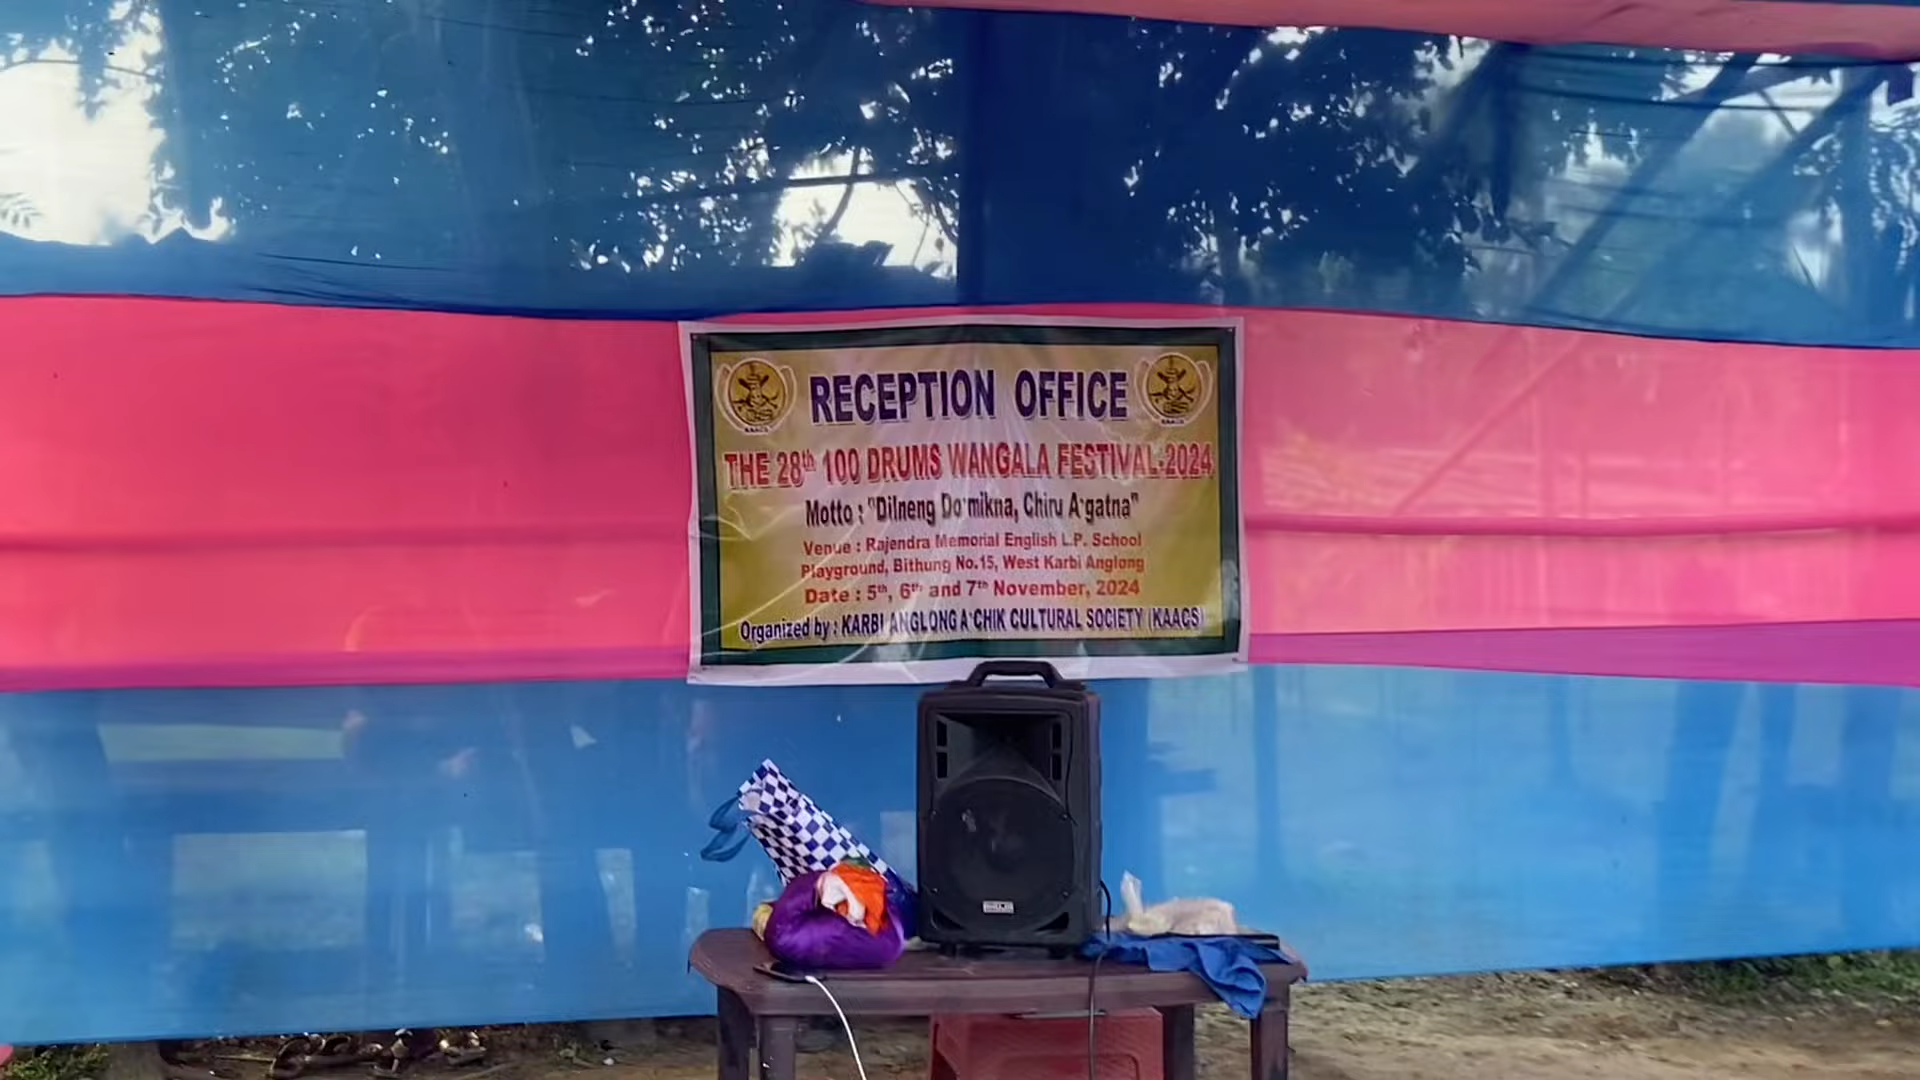 RECEPTION OFFICE
KAACS
KAACS
THE 28th 100 DRUMS WANGALA FESTIVAL-2024
Motto : "Dilneng Do'mikna, Chiru A'gatna"
Venue : Rajendra Memorial English L.P. School
Playground, Bithung No.15, West Karbi Anglong
Date : 5th, 6th and 7th November, 2024
Organized by : KARBI ANGLONG A'CHIK CULTURAL SOCIETY (KAACS)